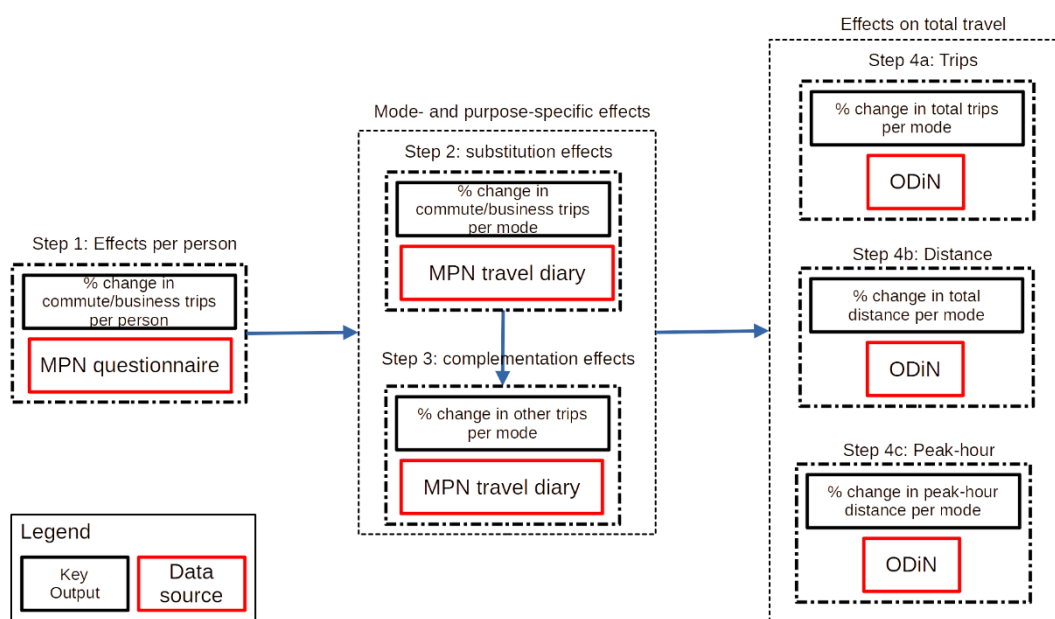 Step 1: Effects per person
% change in
commute/business trips
per person
MPN questionnaire
Mode- and purpose-specific effects
Step 2: substitution effects
% change in
commute/business trips
per mode
MPN travel diary
Step 3: complementation effects
% change in other trips
per mode
MPN travel diary
Effects on total travel
Step 4a: Trips
% change in total trips
per mode
ODiN
Step 4b: Distance
% change in total
distance per mode
ODiN
Step 4c: Peak-hour
% change in peak-hour
distance per mode
ODiN
Legend
Key
Output
Data
source